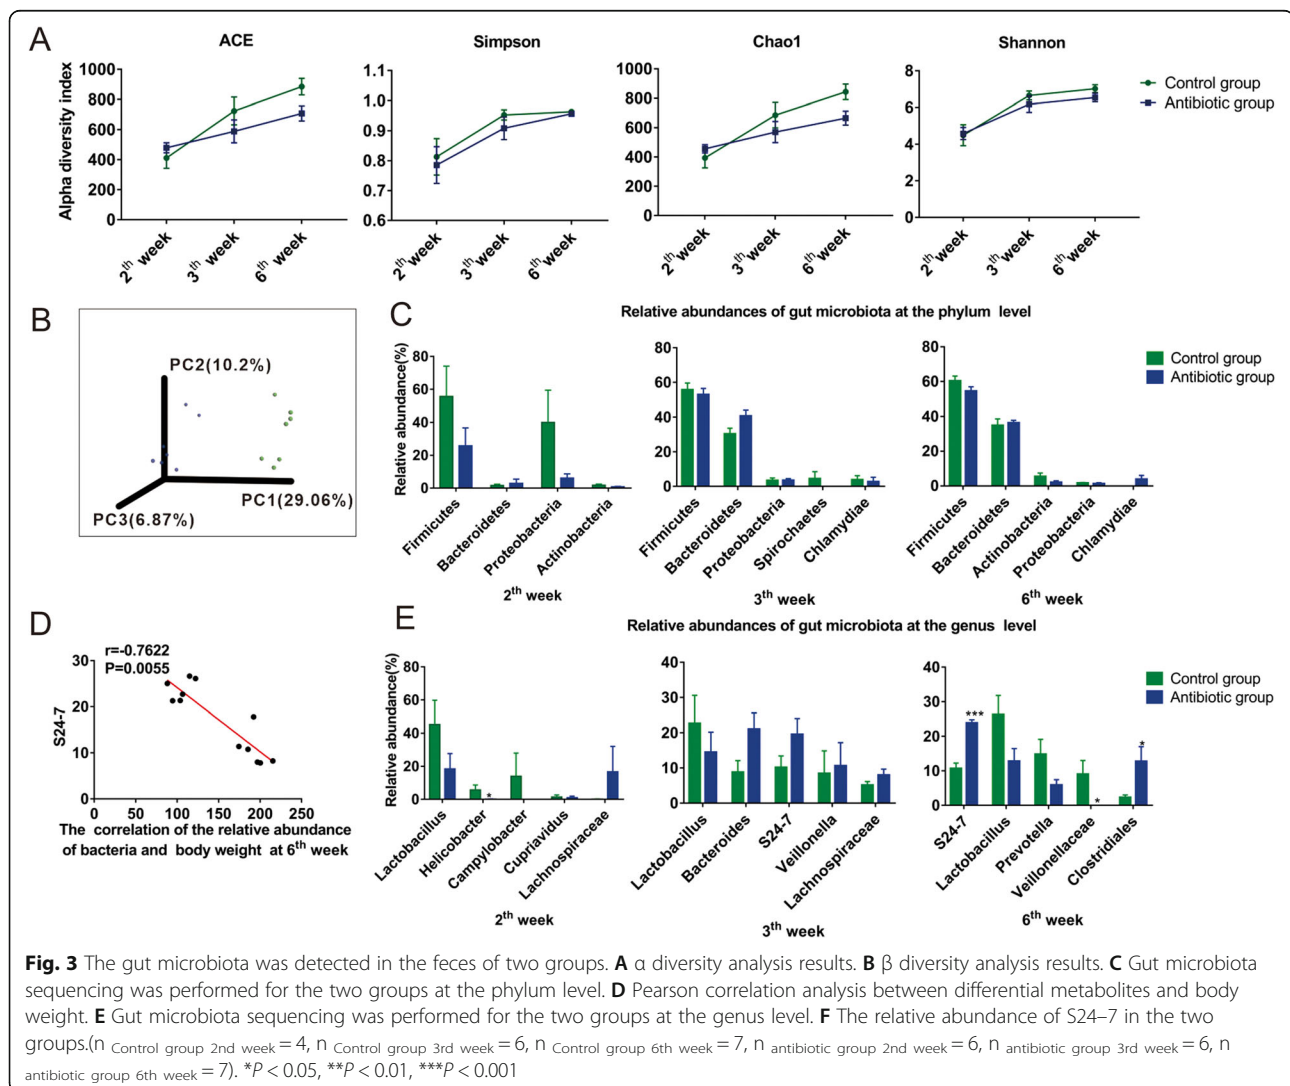 A
ACE
Simpson
Chao1
Shannon
Alpha diversity index
1000
800
600
400
200
0
2th week
3th week
6th week
1.1
1.0
0.9
0.8
0.7
0.6
2th week
3th week
6th week
1000
800
600
400
200
0
2th week
3th week
6th week
8
6
4
2
0
2th week
3th week
6th week
Control group
Antibiotic group
B
PC2(10.2%)
PC1(29.06%)
PC3(6.87%)
C
Relative abundances of gut microbiota at the phylum level
Relative abundance(%)
80
60
40
20
0
Firmicutes
Bacteroidetes
Proteobacteria
Actinobacteria
2th week
80
60
40
20
0
Firmicutes
Bacteroidetes
Proteobacteria
Spirochaetes
Chlamydiae
3th week
80
60
40
20
0
Firmicutes
Bacteroidetes
Actinobacteria
Proteobacteria
Chlamydiae
6th week
Control group
Antibiotic group
D
r=-0.7622
P=0.0055
S24-7
30
20
10
0
0 50 100 150 200 250
The correlation of the relative abundance
of bacteria and body weight at 6th week
E
Relative abundances of gut microbiota at the genus level
Relative abundance(%)
80
60
40
20
0
*
Lactobacillus
Helicobacter
Campylobacter
Cupriavidus
Lachnospiraceae
2th week
40
30
20
10
0
Lactobacillus
Bacteroides
S24-7
Veillonella
Lachnospiraceae
3th week
40
30
20
10
0
***
*
*
S24-7
Lactobacillus
Prevotella
Veillonellaceae
Clostridiales
6th week
Control group
Antibiotic group
Fig. 3 The gut microbiota was detected in the feces of two groups. A α diversity analysis results. B β diversity analysis results. C Gut microbiota
sequencing was performed for the two groups at the phylum level. D Pearson correlation analysis between differential metabolites and body
weight. E Gut microbiota sequencing was performed for the two groups at the genus level. F The relative abundance of S24–7 in the two
groups.(n Control group 2nd week = 4, n Control group 3rd week = 6, n Control group 6th week = 7, n antibiotic group 2nd week = 6, n antibiotic group 3rd week = 6, n
antibiotic group 6th week = 7). *P < 0.05, **P < 0.01, ***P < 0.001